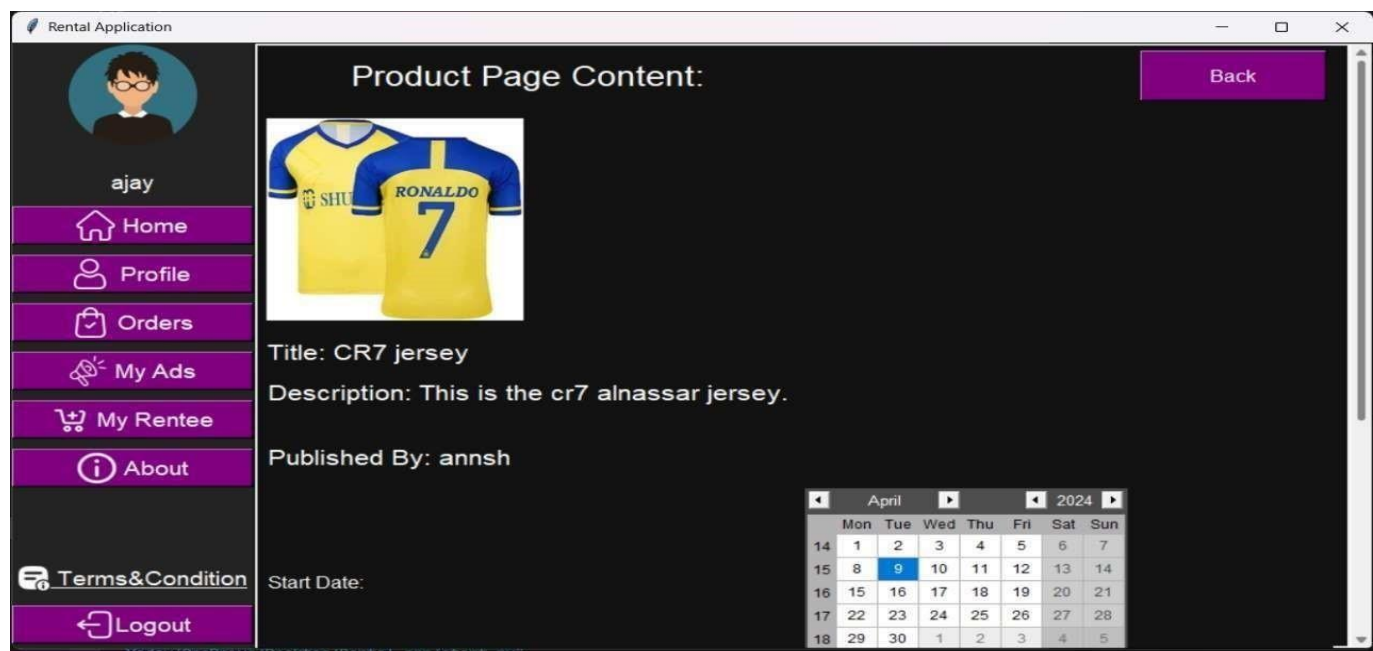 Rental Application
Product Page Content:
Back
SHU
RONALDO
7
ajay
Home
Profile
Orders
My Ads
My Rentee
About
Terms&Condition
Logout
Title: CR7 jersey
Description: This is the cr7 alnassar jersey.
Published By: annsh
Start Date:
April 2024
Mon Tue Wed Thu Fri Sat Sun
14 1 2 3 4 5 6 7
15 8 9 10 11 12 13 14
16 15 16 17 18 19 20 21
17 22 23 24 25 26 27 28
18 29 30 1 2 3 4 5